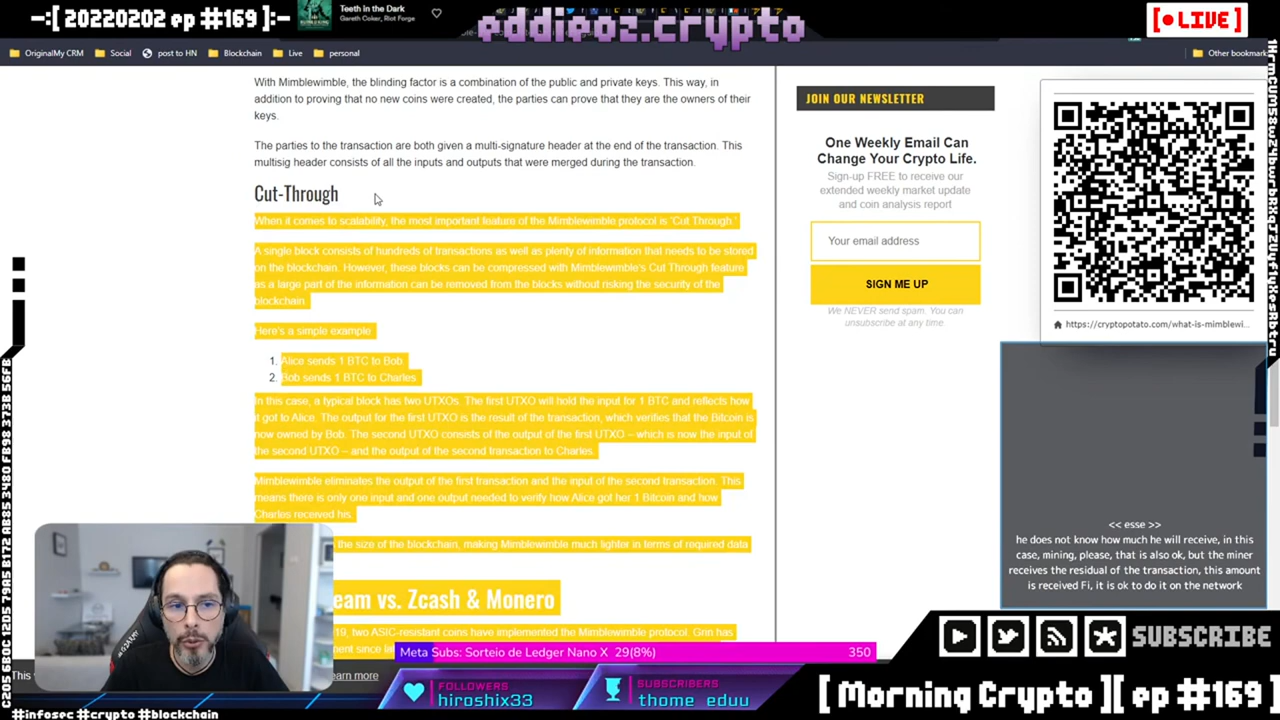 -:[ 20220202 ep #169 ]:-
Teeth in the Dark
Gareth Coker, Riot Forge
eddieoz.crypto
[ LIVE ]
OriginalMy CRM
Social
post to HN
Blockchain
Live
personal
Other bookmark
With Mimblewimble, the blinding factor is a combination of the public and private keys. This way, in
addition to proving that no new coins were created, the parties can prove that they are the owners of their
keys.
The parties to the transaction are both given a multi-signature header at the end of the transaction. This
multisig header consists of all the inputs and outputs that were merged during the transaction.
Cut-Through
When it comes to scalability, the most important feature of the Mimblewimble protocol is 'Cut Through.'
A single block consists of hundreds of transactions as well as plenty of information that needs to be stored
on the blockchain. However, these blocks can be compressed with Mimblewimble's Cut Through feature
as a large part of the information can be removed from the blocks without risking the security of the
blockchain.
Here's a simple example
1. Alice sends 1 BTC to Bob.
2. Bob sends 1 BTC to Charles.
In this case, a typical block has two UTXOs. The first UTXO will hold the input for 1 BTC and reflects how
it got to Alice. The output for the first UTXO is the result of the transaction, which verifies that the Bitcoin is
now owned by Bob. The second UTXO consists of the output of the first UTXO – which is now the input of
the second UTXO – and the output of the second transaction to Charles.
Mimblewimble eliminates the output of the first transaction and the input of the second transaction. This
means there is only one input and one output needed to verify how Alice got her 1 Bitcoin and how
Charles received his.
the size of the blockchain, making Mimblewimble much lighter in terms of required data
eam vs. Zcash & Monero
19, two ASIC-resistant coins have implemented the Mimblewimble protocol. Grin has
ment since
This
earn more
JOIN OUR NEWSLETTER
One Weekly Email Can
Change Your Crypto Life.
Sign-up FREE to receive our
extended weekly market update
and coin analysis report
Your email address
SIGN ME UP
We NEVER send spam. You can
unsubscribe at any time
https://cryptopotato.com/what-is-mimblewi...
<< esse >>
he does not know how much he will receive, in this
case, mining, please, that is also ok, but the miner
receives the residual of the transaction, this amount
is received Fi, it is ok to do it on the network
Meta Subs: Sorteio de Ledger Nano X 29(8%) 350
FOLLOWERS
hiroshix33
SUBSCRIBERS
thome_eduu
SUBSCRIBE
[ Morning Crypto ][ ep #169 ]
#infosec #crypto #blockchain